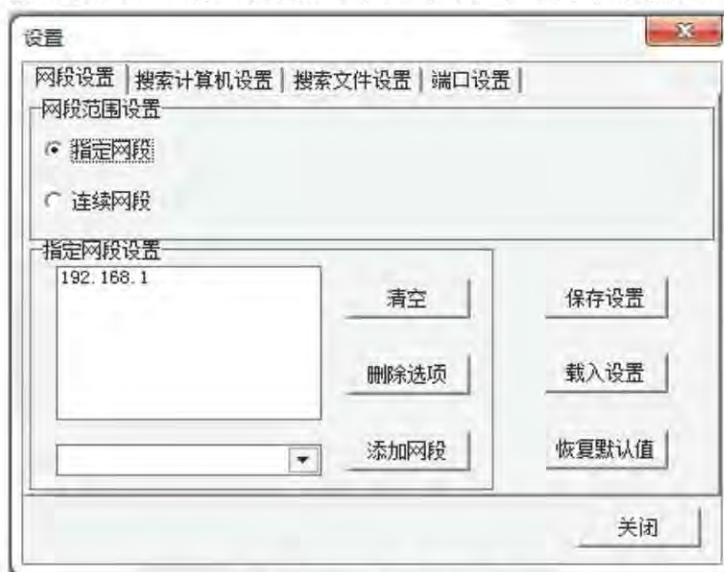 设置
网段设置 搜索计算机设置 搜索文件设置 端口设置
网段范围设置
指定网段
连续网段
指定网段设置
192.168.1
清空
保存设置
删除选项
载入设置
添加网段
恢复默认值
关闭